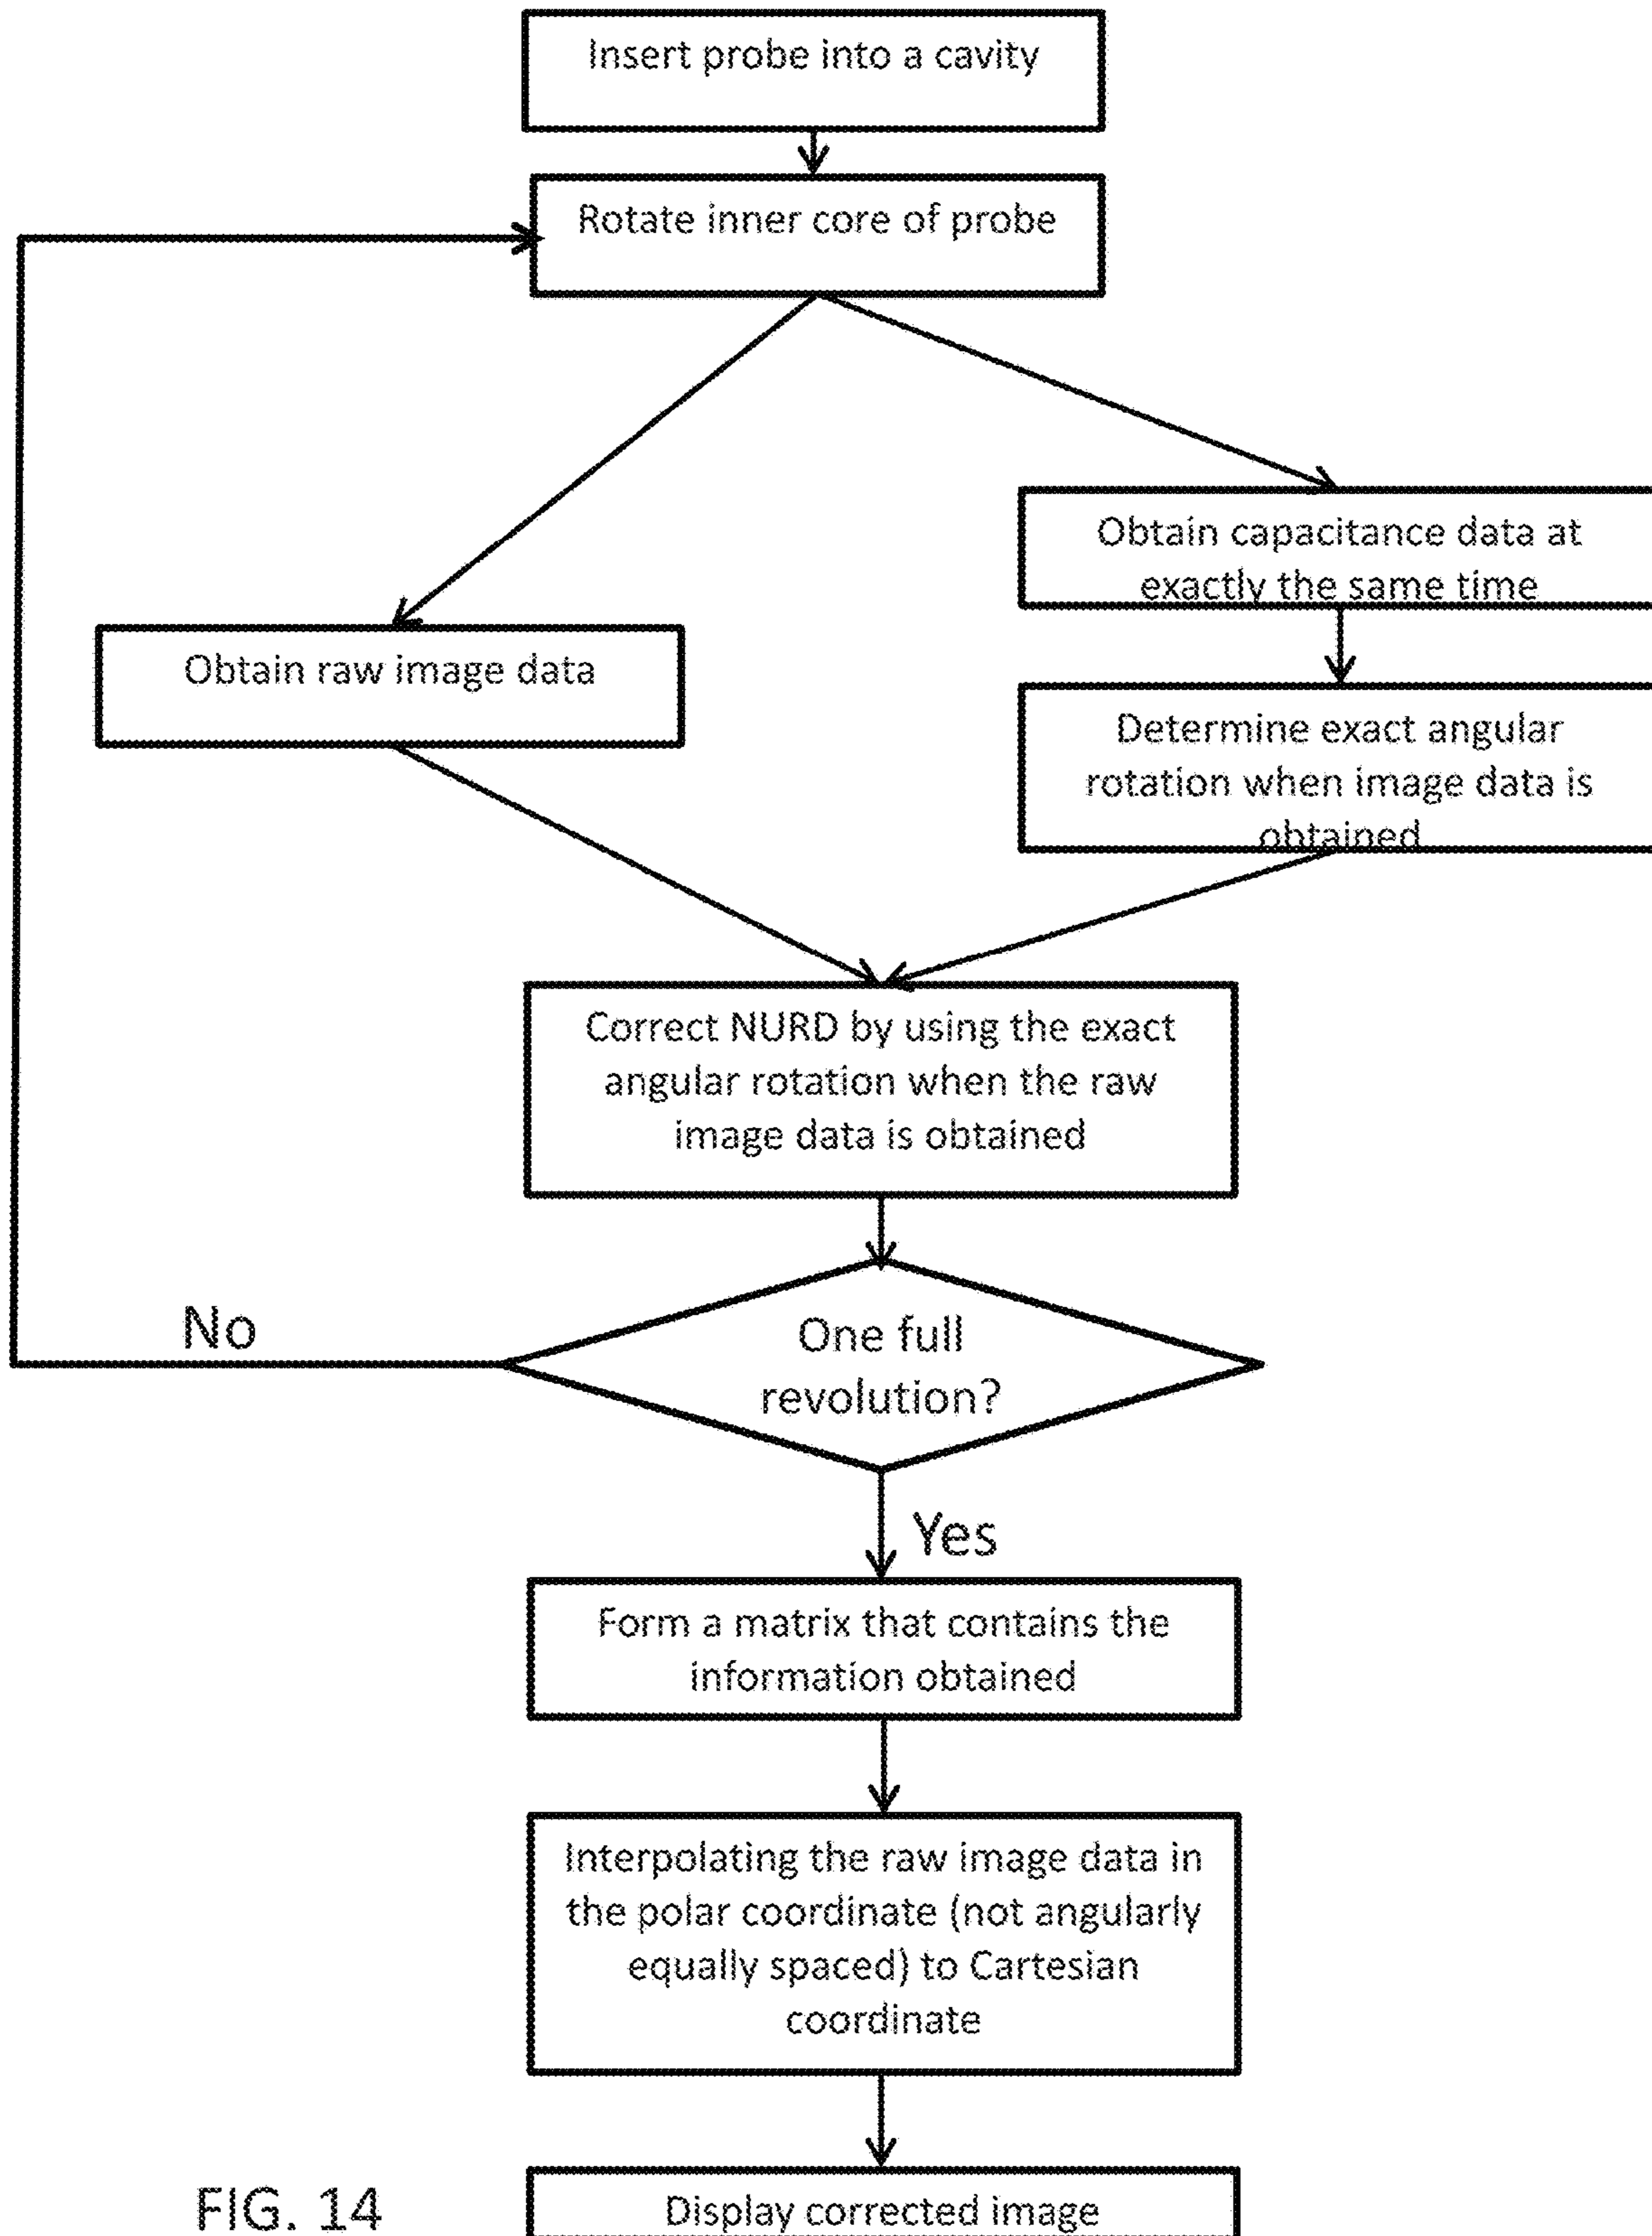 Insert probe into a cavity
Rotate inner core of probe
Obtain capacitance data at
exactly the same time
Obtain raw image data
Determine exact angular
rotation when image data is
obtained
Correct NURD by using the exact
angular rotation when the raw
image data is obtained
No
One full
revolution?
Yes
Form a matrix that contains the
information obtained
Interpolating the raw image data in
the polar coordinate (not angularly
equally spaced) to Cartesian
coordinate
FIG. 14
Display corrected image